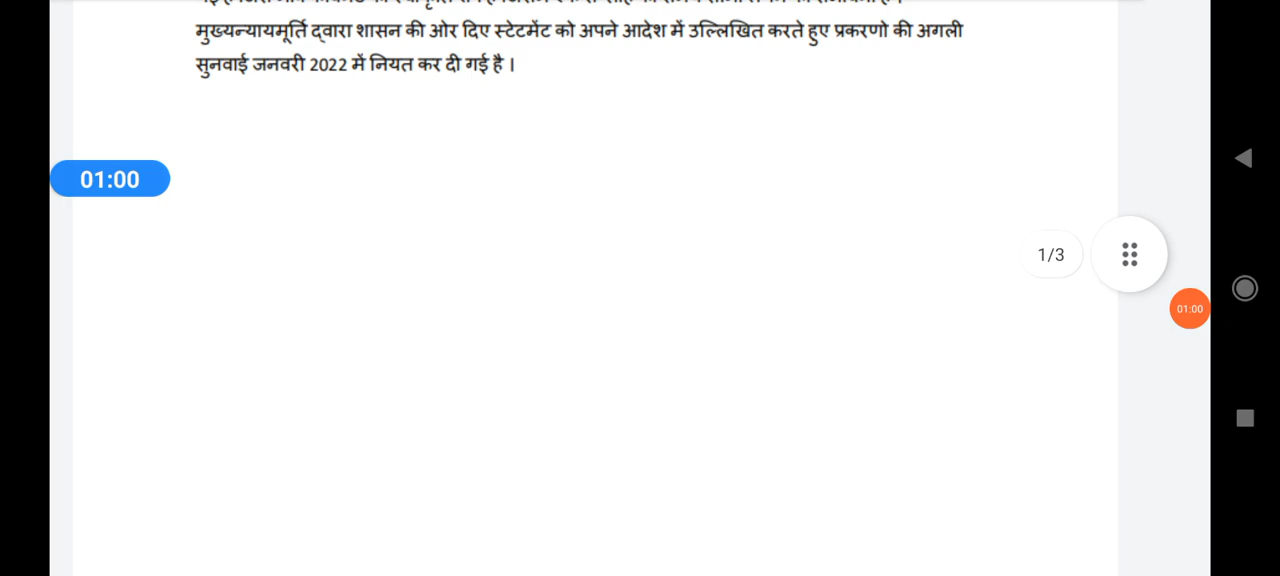 मुख्यन्यायमूर्ति द्वारा शासन की ओर दिए स्टेटमेंट को अपने आदेश में उल्लिखित करते हुए प्रकरणो की अगली
सुनवाई जनवरी 2022 में नियत कर दी गई है ।
01:00
1/3
01:00